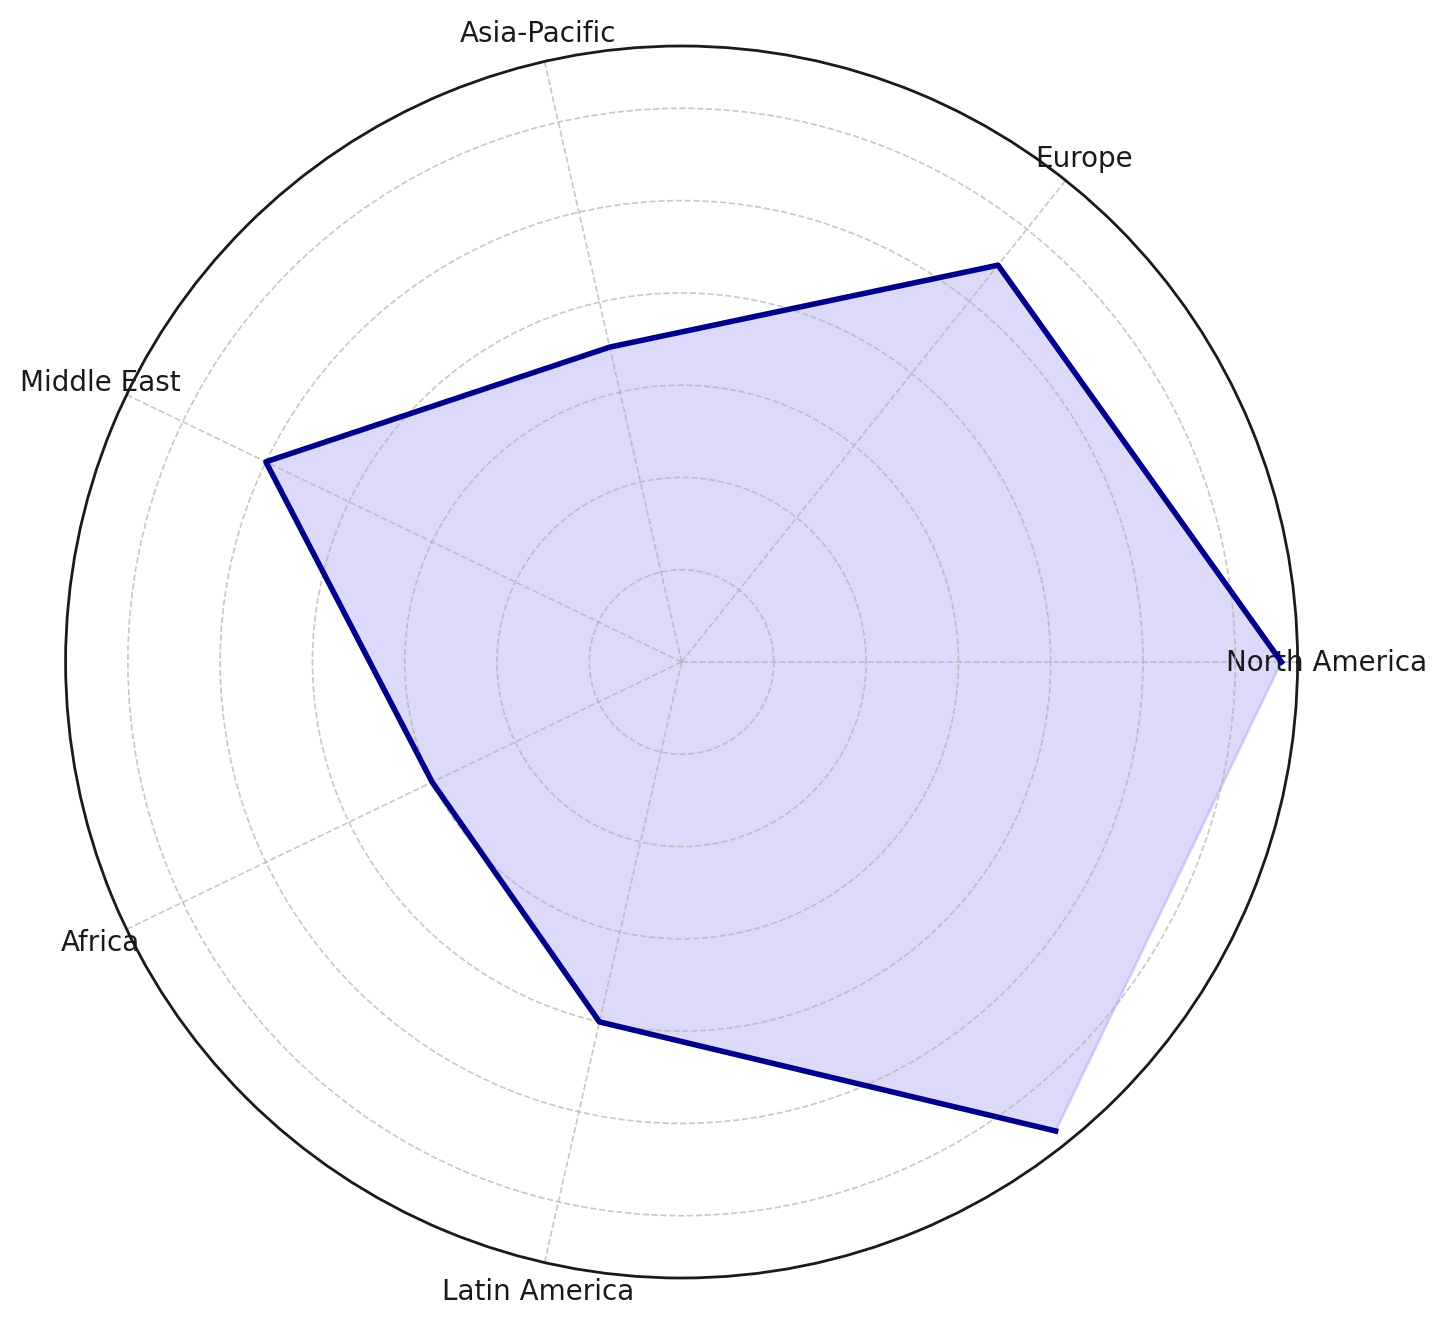 Asia-Pacific
Europe
Middle East
North America
Africa
Latin America